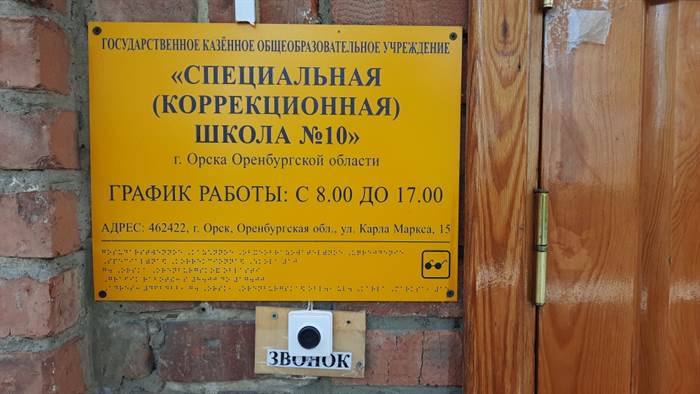 ГОСУДАРСТВЕННОЕ КАЗЁННОЕ ОБЩЕОБРАЗОВАТЕЛЬНОЕ УЧРЕЖДЕНИЕ
«СПЕЦИАЛЬНАЯ
(КОРРЕКЦИОННАЯ)
ШКОЛА №10»
г. Орска Оренбургской области
ГРАФИК РАБОТЫ: С 8.00 ДО 17.00
АДРЕС: 462422, г. Орск, Оренбургская обл., ул. Карла Маркса, 15
ЗВОНОК